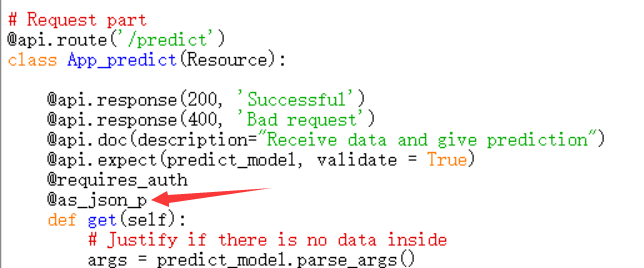 # Request part
@api.route('/predict')
class App_predict(Resource):
@api.response(200, 'Successful')
@api.response(400, 'Bad request')
@api.doc(description="Receive data and give prediction")
@api.expect(predict_model, validate = True)
@requires_auth
@as_json_p
def get(self):
# Justify if there is no data inside
args = predict_model.parse_args()